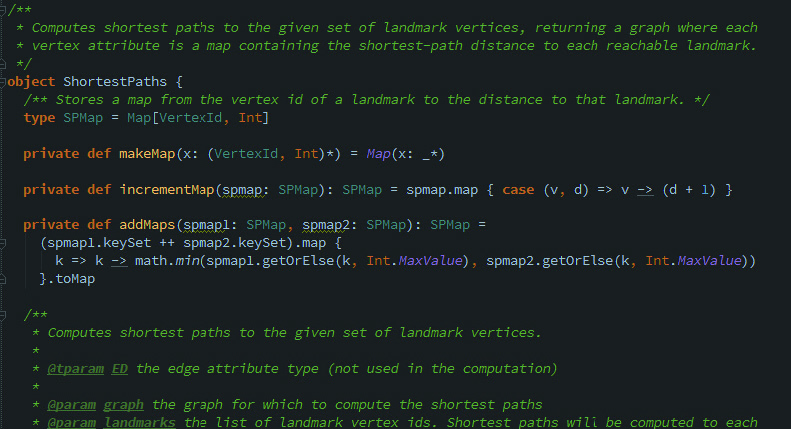 /**
 * Computes shortest paths to the given set of landmark vertices, returning a graph where each
 * vertex attribute is a map containing the shortest-path distance to each reachable landmark.
 */
object ShortestPaths {
  /** Stores a map from the vertex id of a landmark to the distance to that landmark. */
  type SPMap = Map[VertexId, Int]

  private def makeMap(x: (VertexId, Int)*) = Map(x: _*)

  private def incrementMap(spmap: SPMap): SPMap = spmap.map { case (v, d) => v -> (d + 1) }

  private def addMaps(spmap1: SPMap, spmap2: SPMap): SPMap =
    (spmap1.keySet ++ spmap2.keySet).map {
      k => k -> math.min(spmap1.getOrElse(k, Int.MaxValue), spmap2.getOrElse(k, Int.MaxValue))
    }.toMap

  /**
   * Computes shortest paths to the given set of landmark vertices.
   *
   * @tparam ED the edge attribute type (not used in the computation)
   *
   * @param graph the graph for which to compute the shortest paths
   * @param landmarks the list of landmark vertex ids. Shortest paths will be computed to each